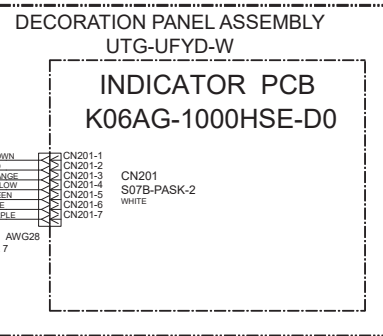 DECORATION PANEL ASSEMBLY
UTG-UFYD-W
INDICATOR PCB
K06AG-1000HSE-D0
CN201-1
CN201-2
CN201-3
CN201-4
CN201-5
CN201-6
CN201-7
CN201
S07B-PASK-2
WHITE
AWG28
7